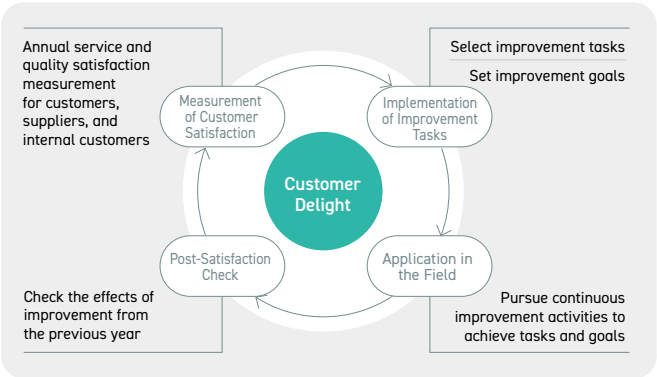 Annual service and
quality satisfaction
measurement
for customers,
suppliers, and
internal customers
Measurement
of Customer
Satisfaction
Select improvement tasks
Set improvement goals
Implementation
of Improvement
Tasks
Customer
Delight
Post-Satisfaction
Check
Check the effects of
improvement from
the previous year
Application in
the Field
Pursue continuous
improvement activities to
achieve tasks and goals